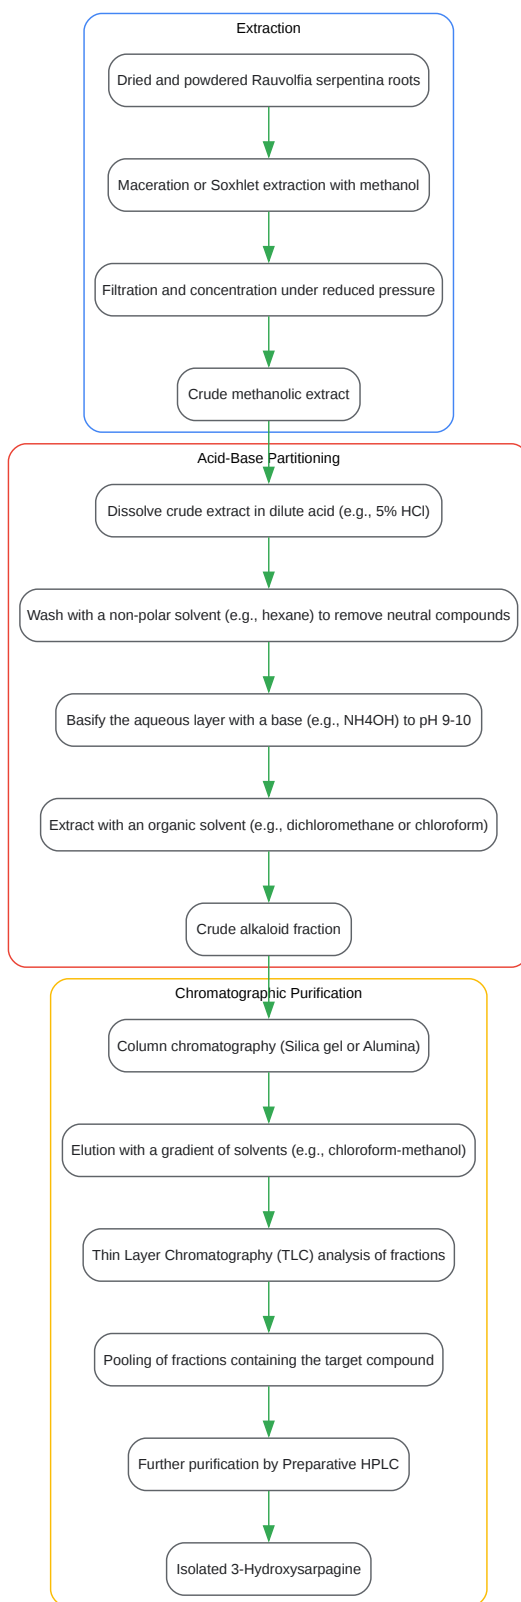 Extraction
Dried and powdered Rauvolfia serpentina roots
Maceration or Soxhlet extraction with methanol
Filtration and concentration under reduced pressure
Crude methanolic extract
Acid-Base Partitioning
Dissolve crude extract in dilute acid (e.g., 5% HCl)
Wash with a non-polar solvent (e.g., hexane) to remove neutral compounds
Basify the aqueous layer with a base (e.g., NH4OH) to pH 9-10
Extract with an organic solvent (e.g., dichloromethane or chloroform)
Crude alkaloid fraction
Chromatographic Purification
Column chromatography (Silica gel or Alumina)
Elution with a gradient of solvents (e.g., chloroform-methanol)
Thin Layer Chromatography (TLC) analysis of fractions
Pooling of fractions containing the target compound
Further purification by Preparative HPLC
Isolated 3-Hydroxysarpagine